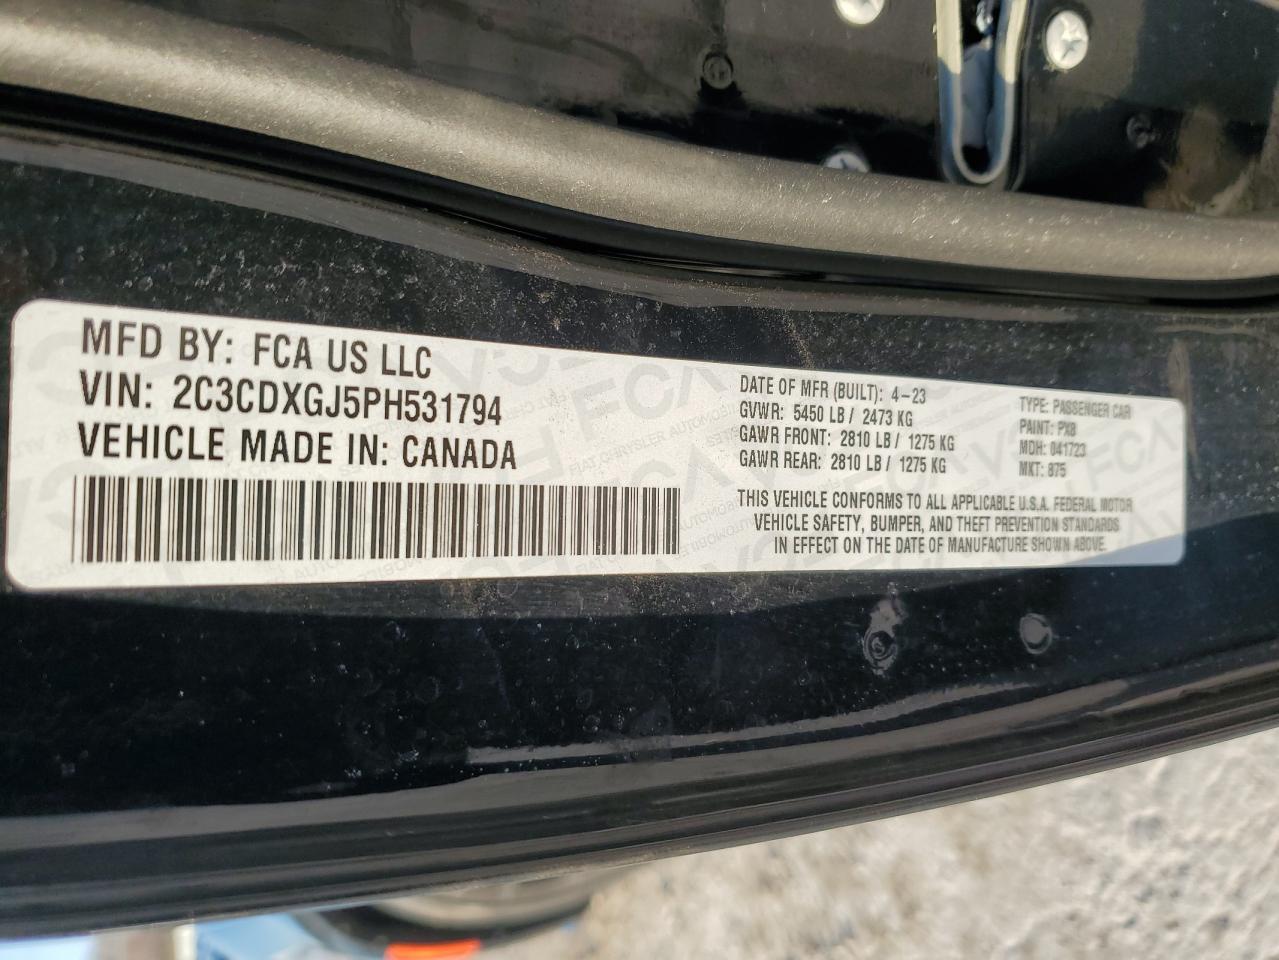 MFD BY: FCA US LLC
VIN: 2C3CDXGJ5PH531794
VEHICLE MADE IN: CANADA
DATE OF MFR (BUILT): 4-23
GVWR: 5450 LB / 2473 KG
GAWR FRONT: 2810 LB / 1275 KG
GAWR REAR: 2810 LB / 1275 KG
TYPE: PASSENGER CAR
PAINT: PX8
MDH: 041723
MKT: 875
THIS VEHICLE CONFORMS TO ALL APPLICABLE U.S.A. FEDERAL MOTOR
VEHICLE SAFETY, BUMPER, AND THEFT PREVENTION STANDARDS
IN EFFECT ON THE DATE OF MANUFACTURE SHOWN ABOVE.